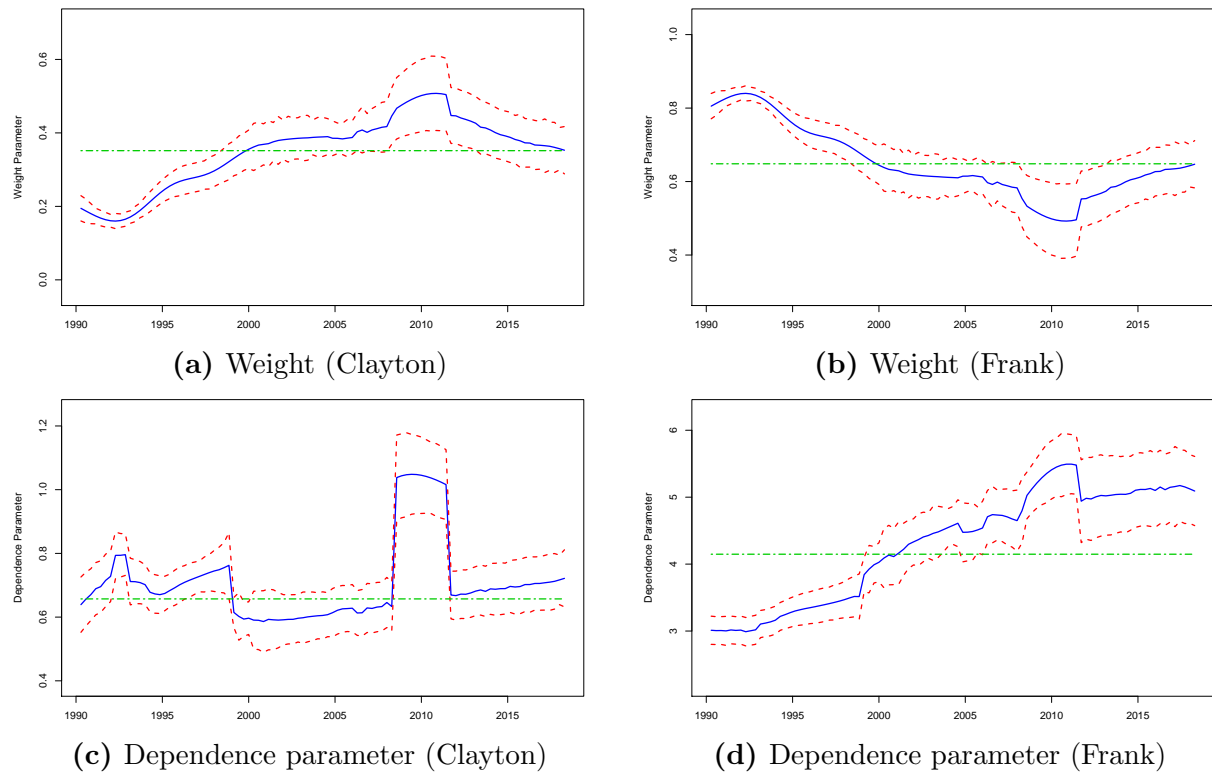 Weight Parameter
0.0 0.2 0.4 0.6
1990 1995 2000 2005 2010 2015
(a) Weight (Clayton)
Weight Parameter
0.4 0.6 0.8 1.0
1990 1995 2000 2005 2010 2015
(b) Weight (Frank)
Dependence Parameter
0.4 0.6 0.8 1.0 1.2
1990 1995 2000 2005 2010 2015
(c) Dependence parameter (Clayton)
Dependence Parameter
3 4 5 6
1990 1995 2000 2005 2010 2015
(d) Dependence parameter (Frank)